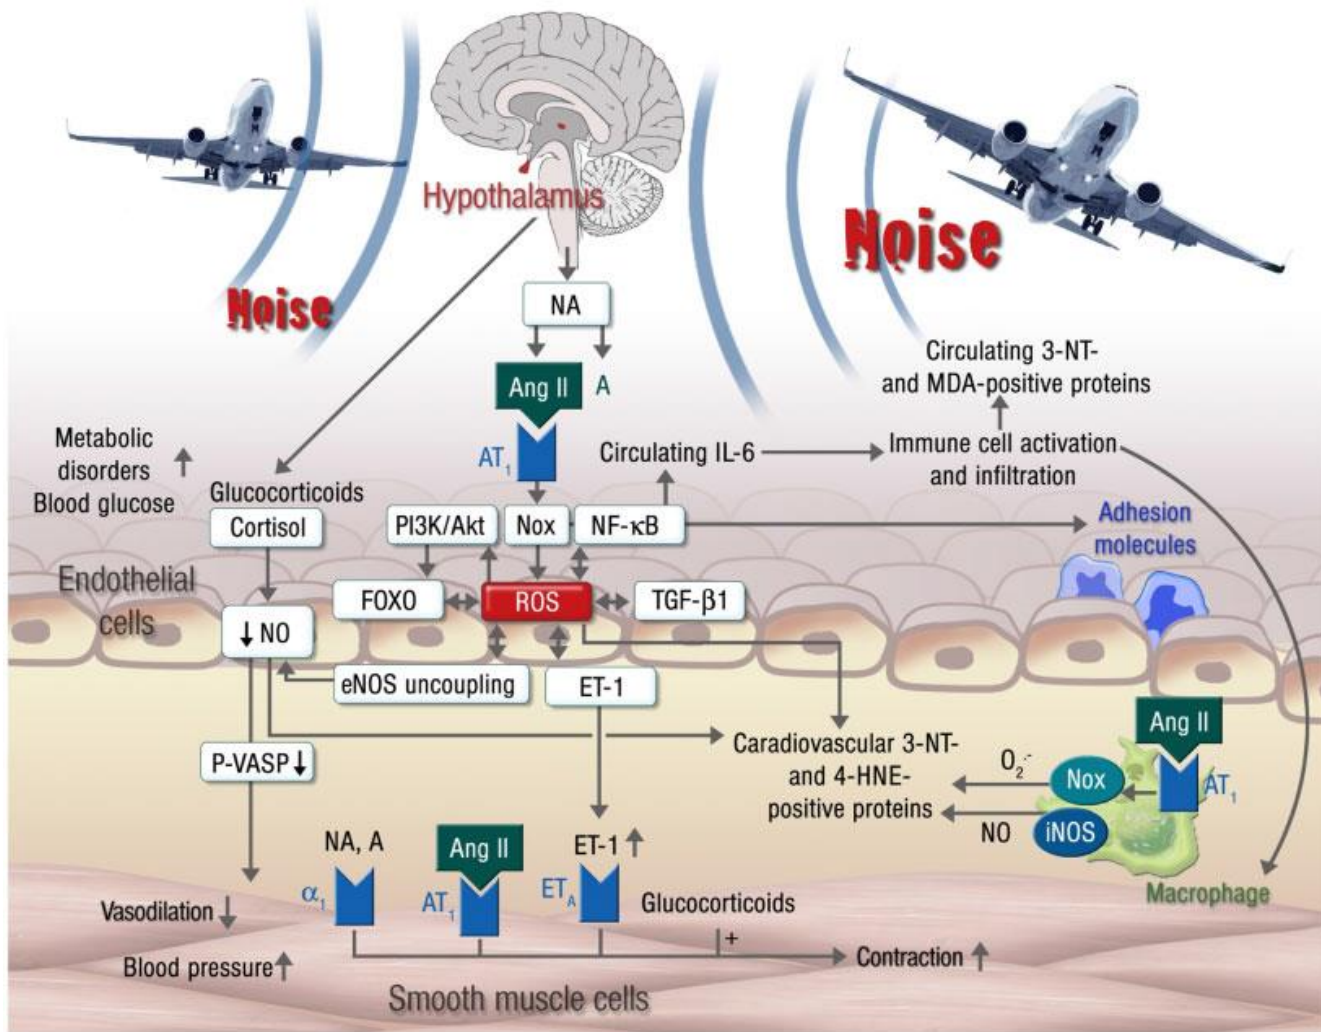 Hypothalamus
Noise
Noise
NA
Ang II
A
AT₁
Circulating 3-NT-
and MDA-positive proteins
Metabolic
disorders ↑
Blood glucose
Circulating IL-6
Immune cell activation
and infiltration
Glucocorticoids
Cortisol
PI3K/Akt
Nox
NF-κB
Adhesion
molecules
Endothelial
cells
FOXO
ROS
TGF-β1
↓ NO
eNOS uncoupling
ET-1
P-VASP ↓
Caradiovascular 3-NT-
and 4-HNE-
positive proteins
O₂·-
NO
Nox
iNOS
Ang II
AT₁
Macrophage
NA, A
α₁
Ang II
AT₁
ET-1 ↑
ETA
Glucocorticoids
+
Vasodilation ↓
Blood pressure ↑
Contraction ↑
Smooth muscle cells